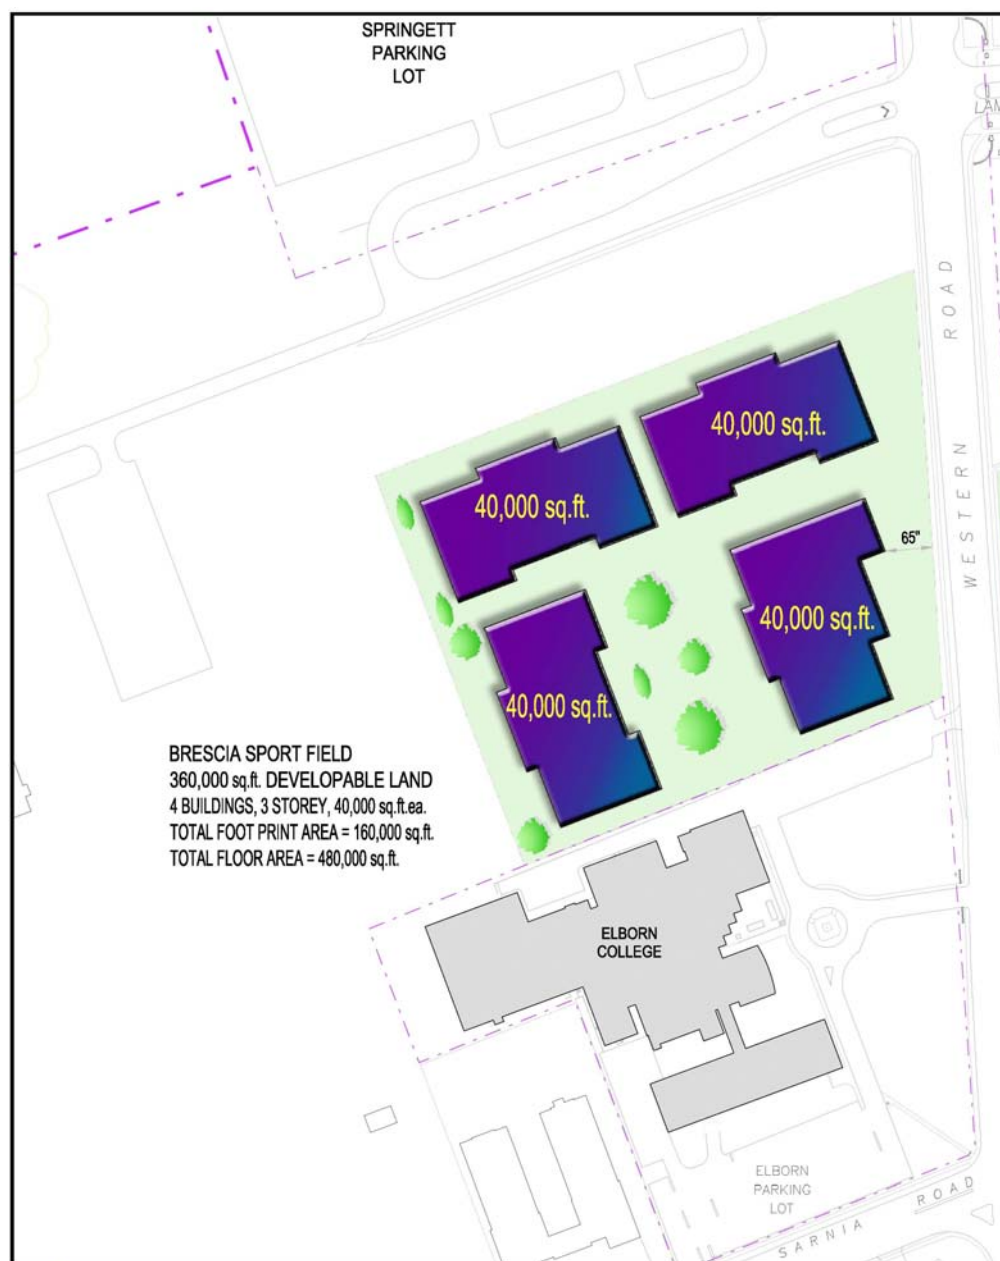 SPRINGETT
PARKING
LOT
WESTERN ROAD
40,000 sq.ft.
40,000 sq.ft.
65"
40,000 sq.ft.
40,000 sq.ft.
BRESCIA SPORT FIELD
360,000 sq.ft. DEVELOPABLE LAND
4 BUILDINGS, 3 STOREY, 40,000 sq.ft.ea.
TOTAL FOOT PRINT AREA = 160,000 sq.ft.
TOTAL FLOOR AREA = 480,000 sq.ft.
ELBORN
COLLEGE
ELBORN
PARKING
LOT
SARNIA ROAD